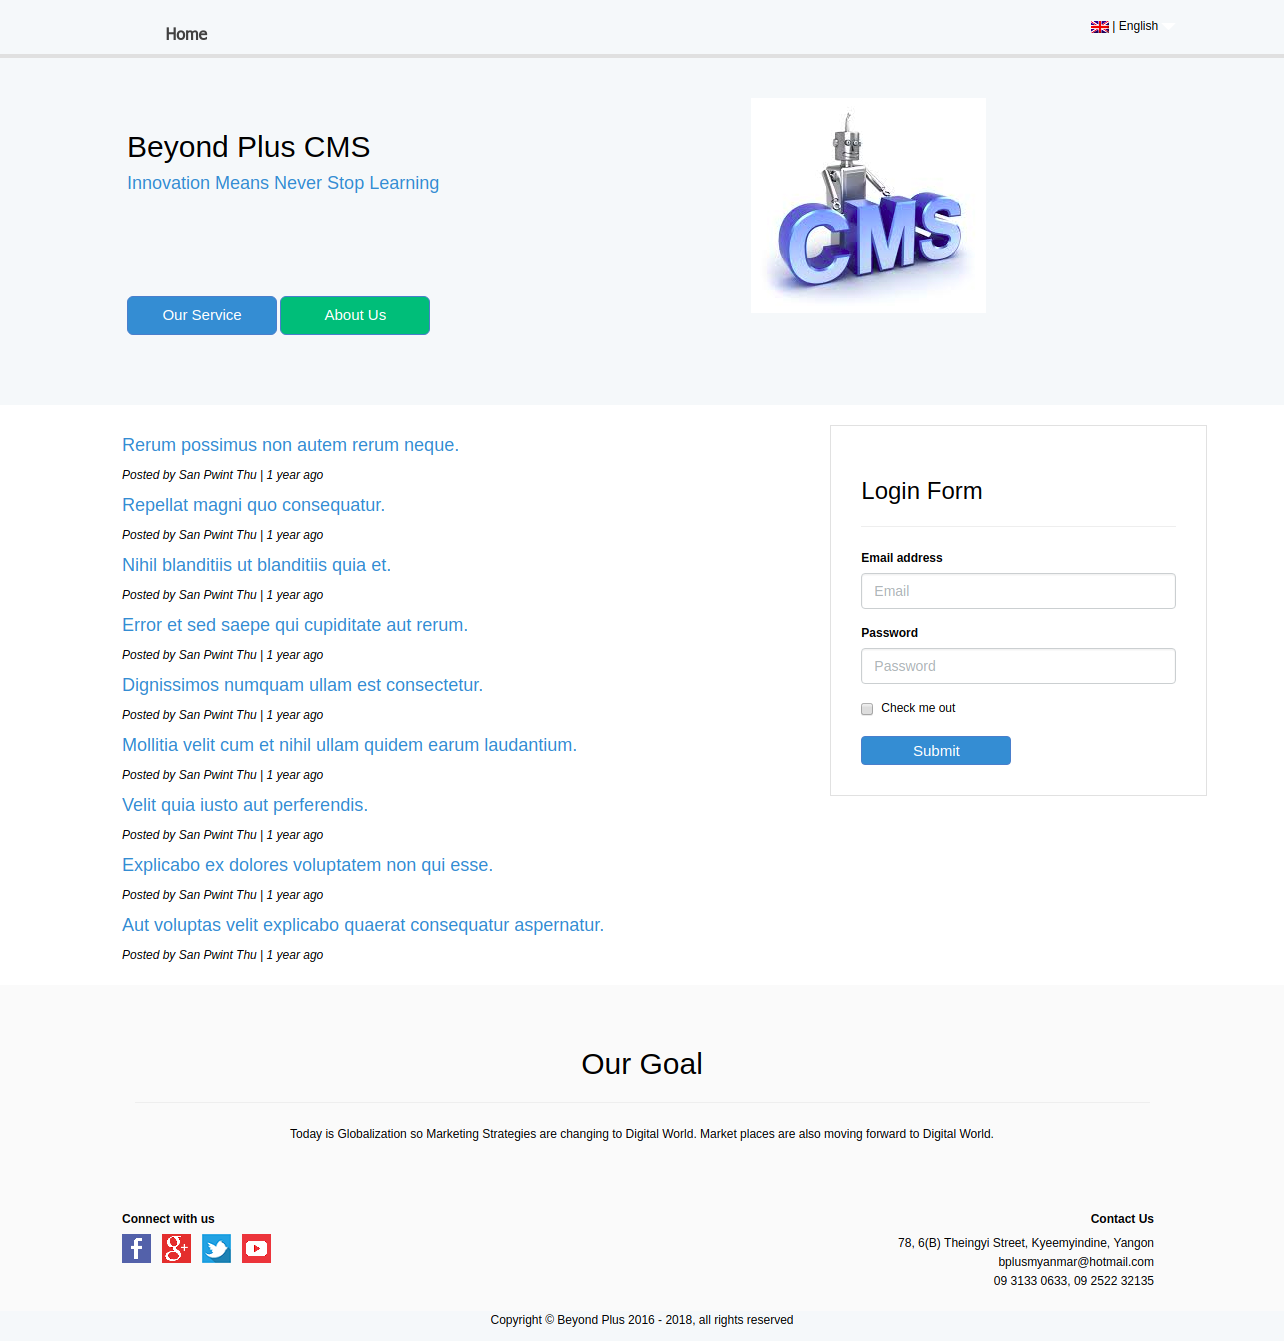 Home
| English
Beyond Plus CMS
Innovation Means Never Stop Learning
CMS
Our Service
About Us
Rerum possimus non autem rerum neque.
Posted by San Pwint Thu | 1 year ago
Repellat magni quo consequatur.
Posted by San Pwint Thu | 1 year ago
Nihil blanditiis ut blanditiis quia et.
Posted by San Pwint Thu | 1 year ago
Error et sed saepe qui cupiditate aut rerum.
Posted by San Pwint Thu | 1 year ago
Dignissimos numquam ullam est consectetur.
Posted by San Pwint Thu | 1 year ago
Mollitia velit cum et nihil ullam quidem earum laudantium.
Posted by San Pwint Thu | 1 year ago
Velit quia iusto aut perferendis.
Posted by San Pwint Thu | 1 year ago
Explicabo ex dolores voluptatem non qui esse.
Posted by San Pwint Thu | 1 year ago
Aut voluptas velit explicabo quaerat consequatur aspernatur.
Posted by San Pwint Thu | 1 year ago
Login Form
Email address
Email
Password
Password
Check me out
Submit
Our Goal
Today is Globalization so Marketing Strategies are changing to Digital World. Market places are also moving forward to Digital World.
Connect with us
Contact Us
78, 6(B) Theingyi Street, Kyeemyindine, Yangon
bplusmyanmar@hotmail.com
09 3133 0633, 09 2522 32135
Copyright © Beyond Plus 2016 - 2018, all rights reserved